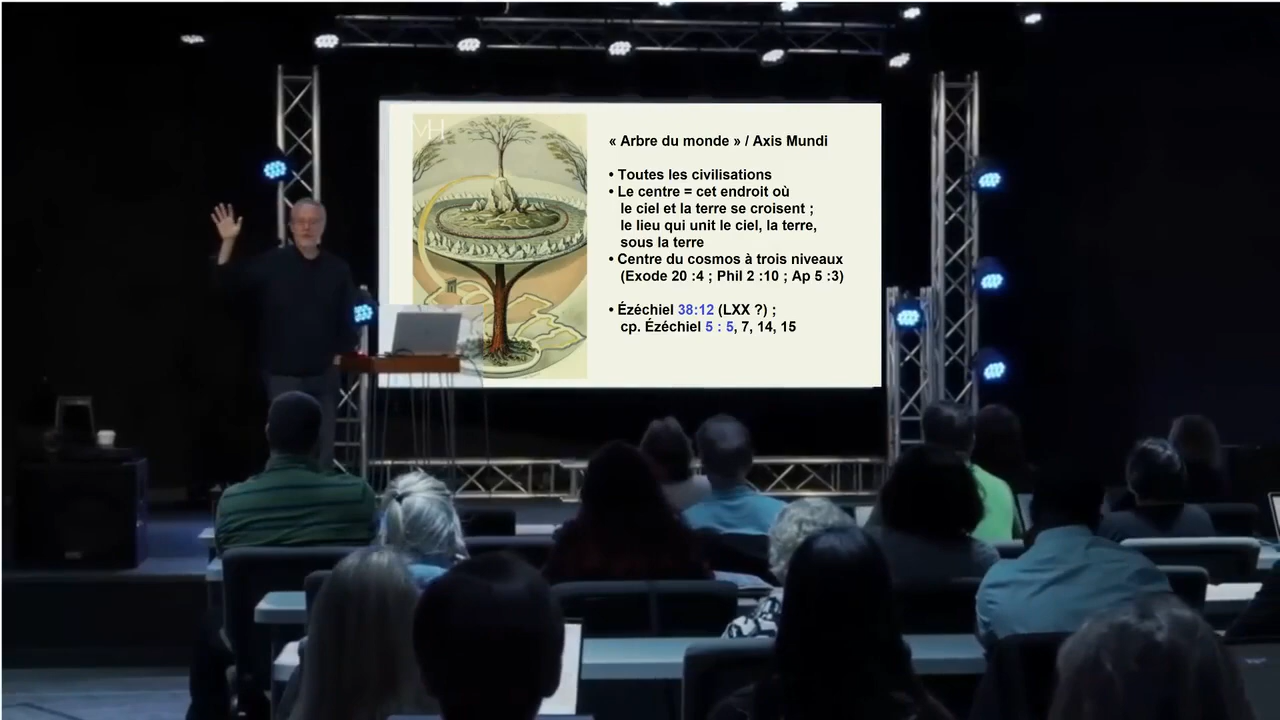 MH
« Arbre du monde » / Axis Mundi
• Toutes les civilisations
• Le centre = cet endroit où
le ciel et la terre se croisent ;
le lieu qui unit le ciel, la terre,
sous la terre
• Centre du cosmos à trois niveaux
(Exode 20 :4 ; Phil 2 :10 ; Ap 5 :3)
• Ézéchiel 38:12 (LXX ?) ;
cp. Ézéchiel 5 : 5, 7, 14, 15